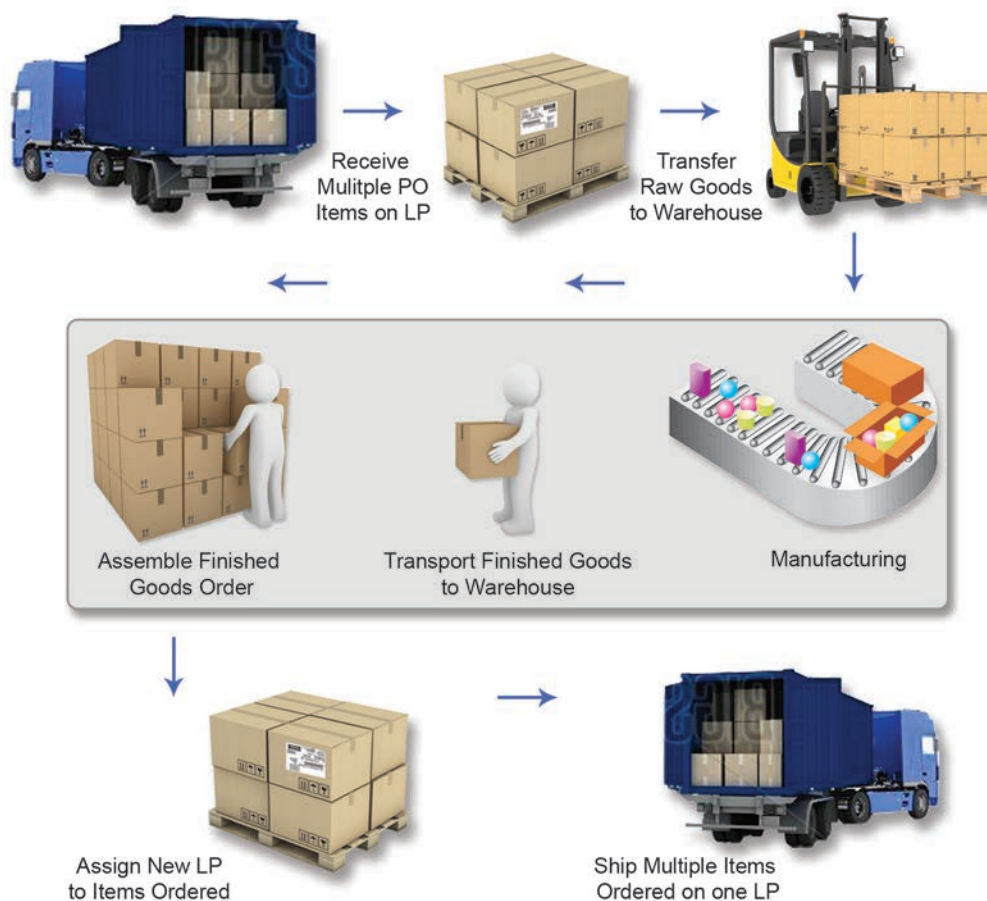 Receive
Mulitple PO
Items on LP
Transfer
Raw Goods
to Warehouse
Assemble Finished
Goods Order
Transport Finished Goods
to Warehouse
Manufacturing
Assign New LP
to Items Ordered
Ship Multiple Items
Ordered on one LP